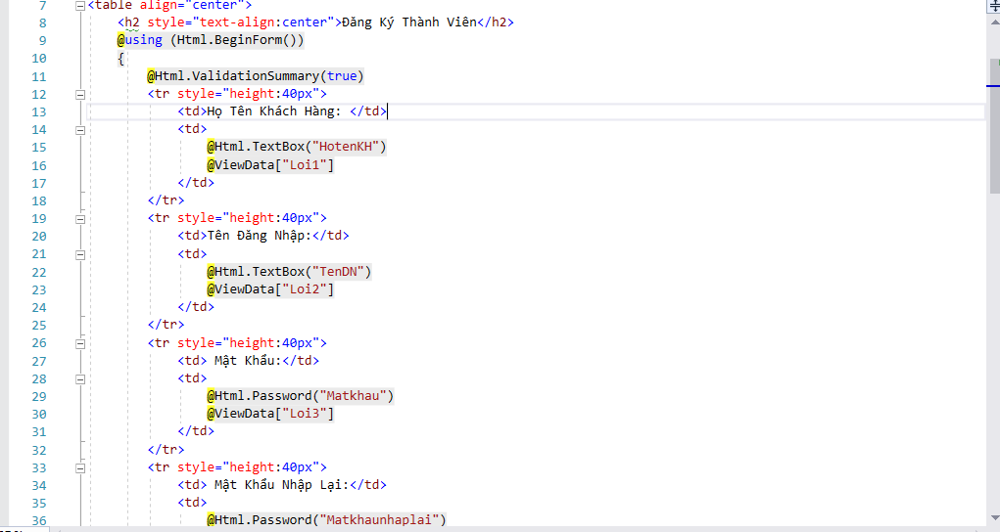 7 <table align="center">
8 <h2 style="text-align:center">Đăng Ký Thành Viên</h2>
9 @using (Html.BeginForm())
10 {
11 @Html.ValidationSummary(true)
12 <tr style="height:40px">
13 <td>Họ Tên Khách Hàng: </td>
14 <td>
15 @Html.TextBox("HotenKH")
16 @ViewData["Loi1"]
17 </td>
18 </tr>
19 <tr style="height:40px">
20 <td>Tên Đăng Nhập:</td>
21 <td>
22 @Html.TextBox("TenDN")
23 @ViewData["Loi2"]
24 </td>
25 </tr>
26 <tr style="height:40px">
27 <td> Mật Khẩu:</td>
28 <td>
29 @Html.Password("Matkhau")
30 @ViewData["Loi3"]
31 </td>
32 </tr>
33 <tr style="height:40px">
34 <td> Mật Khẩu Nhập Lại:</td>
35 <td>
36 @Html.Password("Matkhaunhaplai")